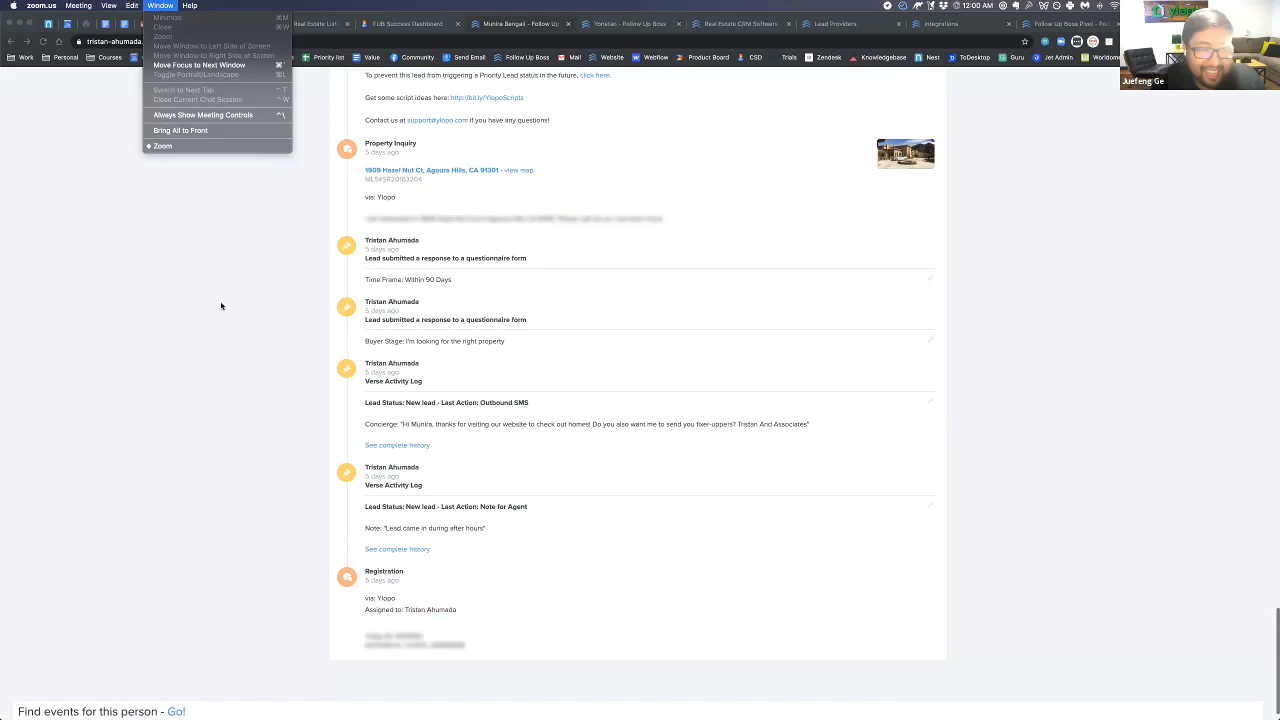 zoom.us Meeting View Edit Window Help 12:00 AM
Minimize ⌘M
Close ⌘W
Zoom
Move Window to Left Side of Screen
Move Window to Right Side of Screen
Move Focus to Next Window ⌘`
Toggle Portrait/Landscape ⌘L
Switch to Next Tab ⌃T
Close Current Chat Session ⌃W
Always Show Meeting Controls ⌃\
Bring All to Front
Zoom
Real Estate List FUB Success Dashboard Munira Bengali - Follow Up Yonatan - Follow Up Boss Real Estate CRM Software Lead Providers integrations Follow Up Boss Pixel - Fol
tristan-ahumada.
Work Personal Courses Priority list Value Community Email Sending Website Webflow Product Board CSD Trials Zendesk Knowledgebase Nest ToDesktop Guru Jet Admin Worldome
Juefeng Ge
To prevent this lead from triggering a Priority Lead status in the future, click here.
Get some script ideas here: http://bit.ly/YlopoScripts
Contact us at support@ylopo.com if you have any questions!
Property Inquiry
5 days ago
1909 Hazel Nut Ct, Agoura Hills, CA 91301 - view map
MLS#SR20163204
via: Ylopo
Tristan Ahumada
5 days ago
Lead submitted a response to a questionnaire form
Time Frame: Within 90 Days
Tristan Ahumada
5 days ago
Lead submitted a response to a questionnaire form
Buyer Stage: I'm looking for the right property
Tristan Ahumada
5 days ago
Verse Activity Log
Lead Status: New lead - Last Action: Outbound SMS
Concierge: "Hi Munira, thanks for visiting our website to check out homes! Do you also want me to send you fixer-uppers? Tristan And Associates"
See complete history
Tristan Ahumada
5 days ago
Verse Activity Log
Lead Status: New lead - Last Action: Note for Agent
Note: "Lead came in during after hours"
See complete history
Registration
5 days ago
via: Ylopo
Assigned to: Tristan Ahumada
Find events for this person - Go!